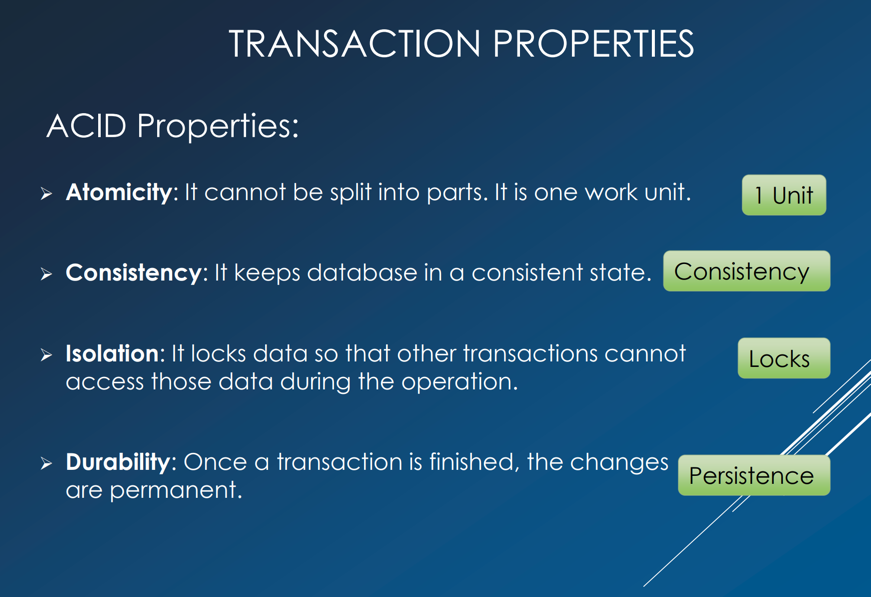 TRANSACTION PROPERTIES
ACID Properties:
Atomicity: It cannot be split into parts. It is one work unit.
1 Unit
Consistency: It keeps database in a consistent state.
Consistency
Isolation: It locks data so that other transactions cannot
access those data during the operation.
Locks
Durability: Once a transaction is finished, the changes
are permanent.
Persistence